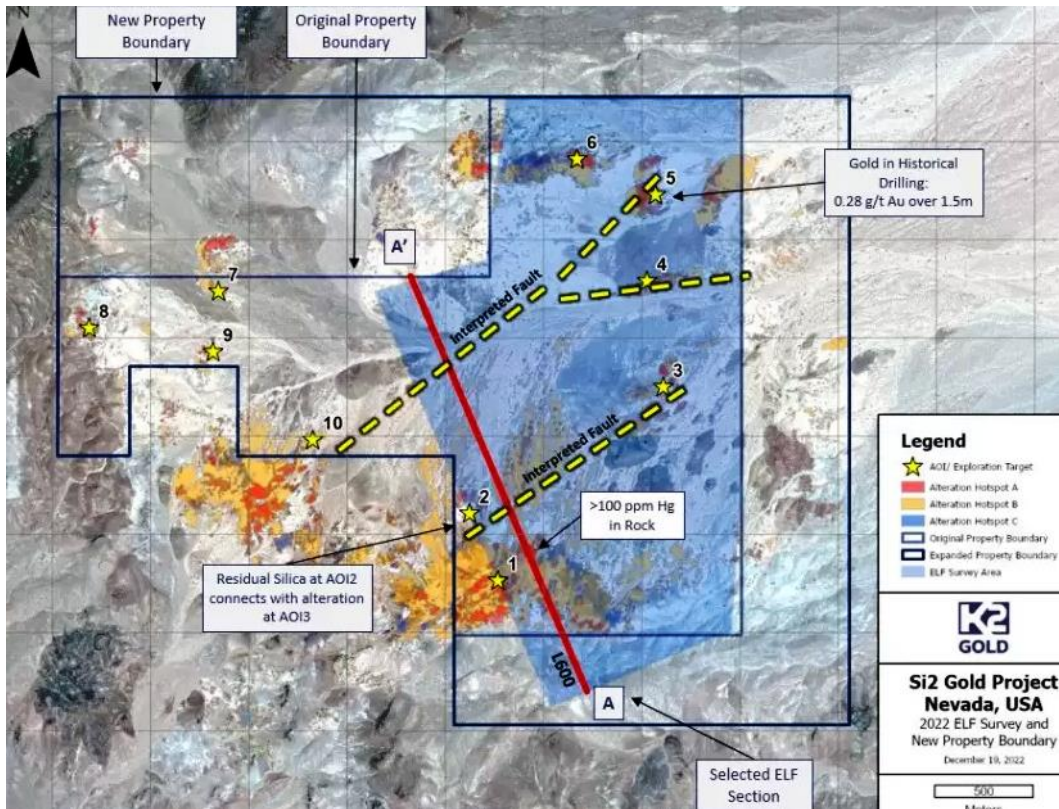 N
New Property
Boundary
Original Property
Boundary
6
5
Gold in Historical
Drilling:
0.28 g/t Au over 1.5m
A'
4
7
Interpreted Fault
8
9
3
10
Interpreted Fault
2
>100 ppm Hg
in Rock
1
Residual Silica at AOI2
connects with alteration
at AOI3
L600
A
Selected ELF
Section
Legend
AOI/ Exploration Target
Alteration Hotspot A
Alteration Hotspot B
Alteration Hotspot C
Original Property Boundary
Expanded Property Boundary
ELF Survey Area
K2
GOLD
Si2 Gold Project
Nevada, USA
2022 ELF Survey and
New Property Boundary
December 19, 2022
500
Meters